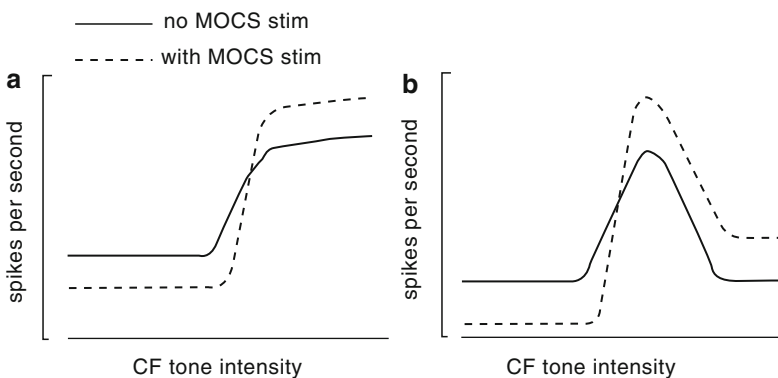 no MOCS stim
with MOCS stim
a
b
spikes per second
spikes per second
CF tone intensity
CF tone intensity